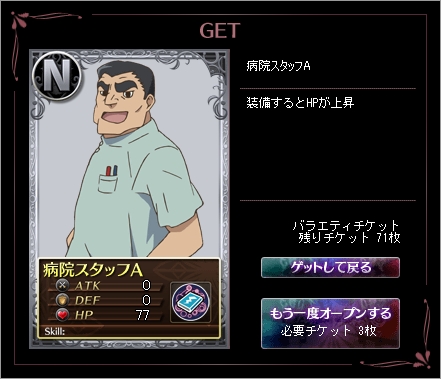 GET
N
病院スタッフA
装備するとHPが上昇
病院スタッフA
ATK 0
DEF 0
HP 77
Skill:
バラエティチケット
残りチケット 71枚
ゲットして戻る
もう一度オープンする
必要チケット 3枚